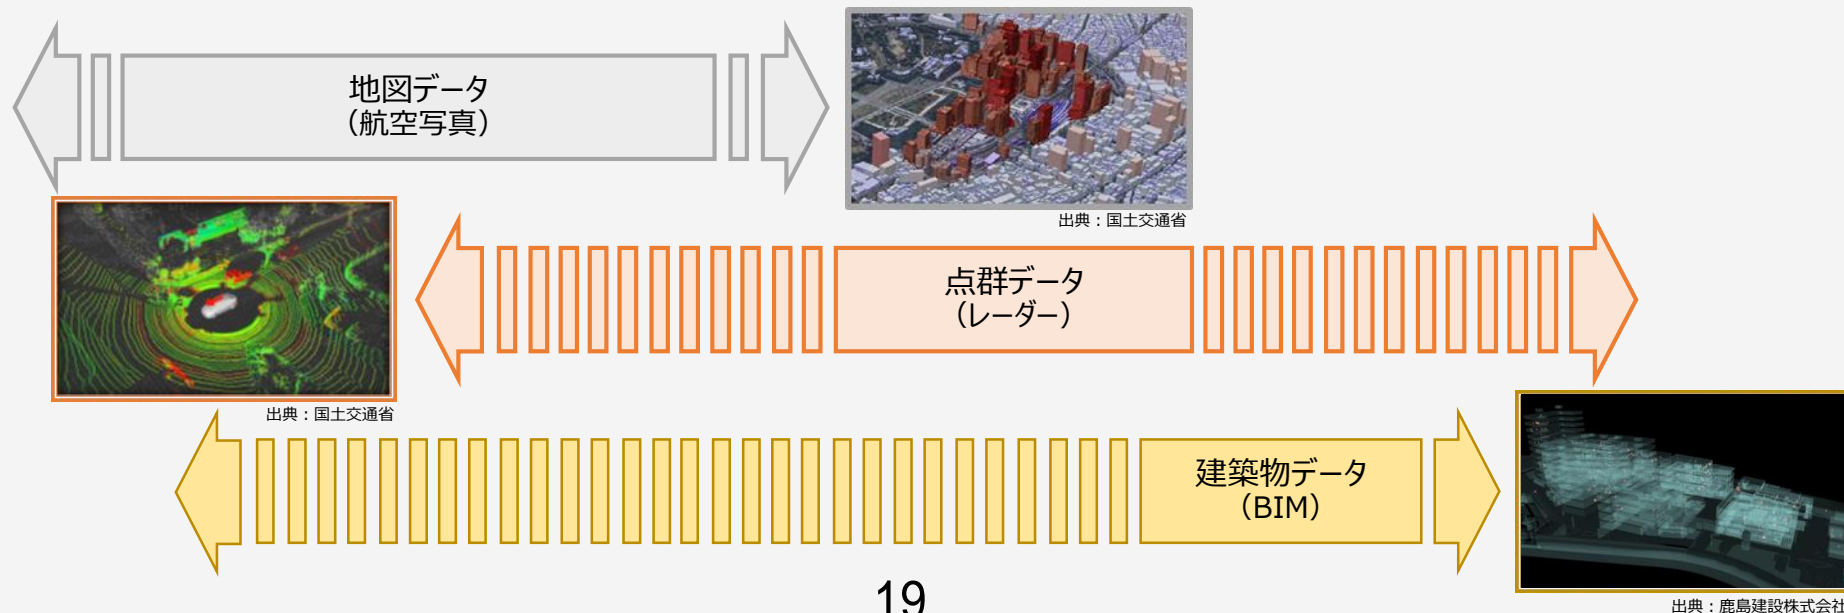 地図データ
（航空写真）
出典：国土交通省
点群データ
（レーダー）
出典：国土交通省
建築物データ
（BIM）
19
出典：鹿島建設株式会社